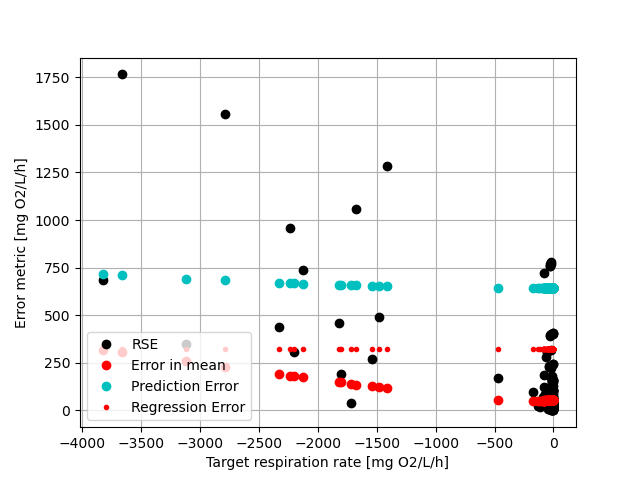 1750
1500
1250
1000
750
500
250
0
Error metric [mg O2/L/h]
RSE
Error in mean
Prediction Error
Regression Error
−4000 −3500 −3000 −2500 −2000 −1500 −1000 −500 0
Target respiration rate [mg O2/L/h]